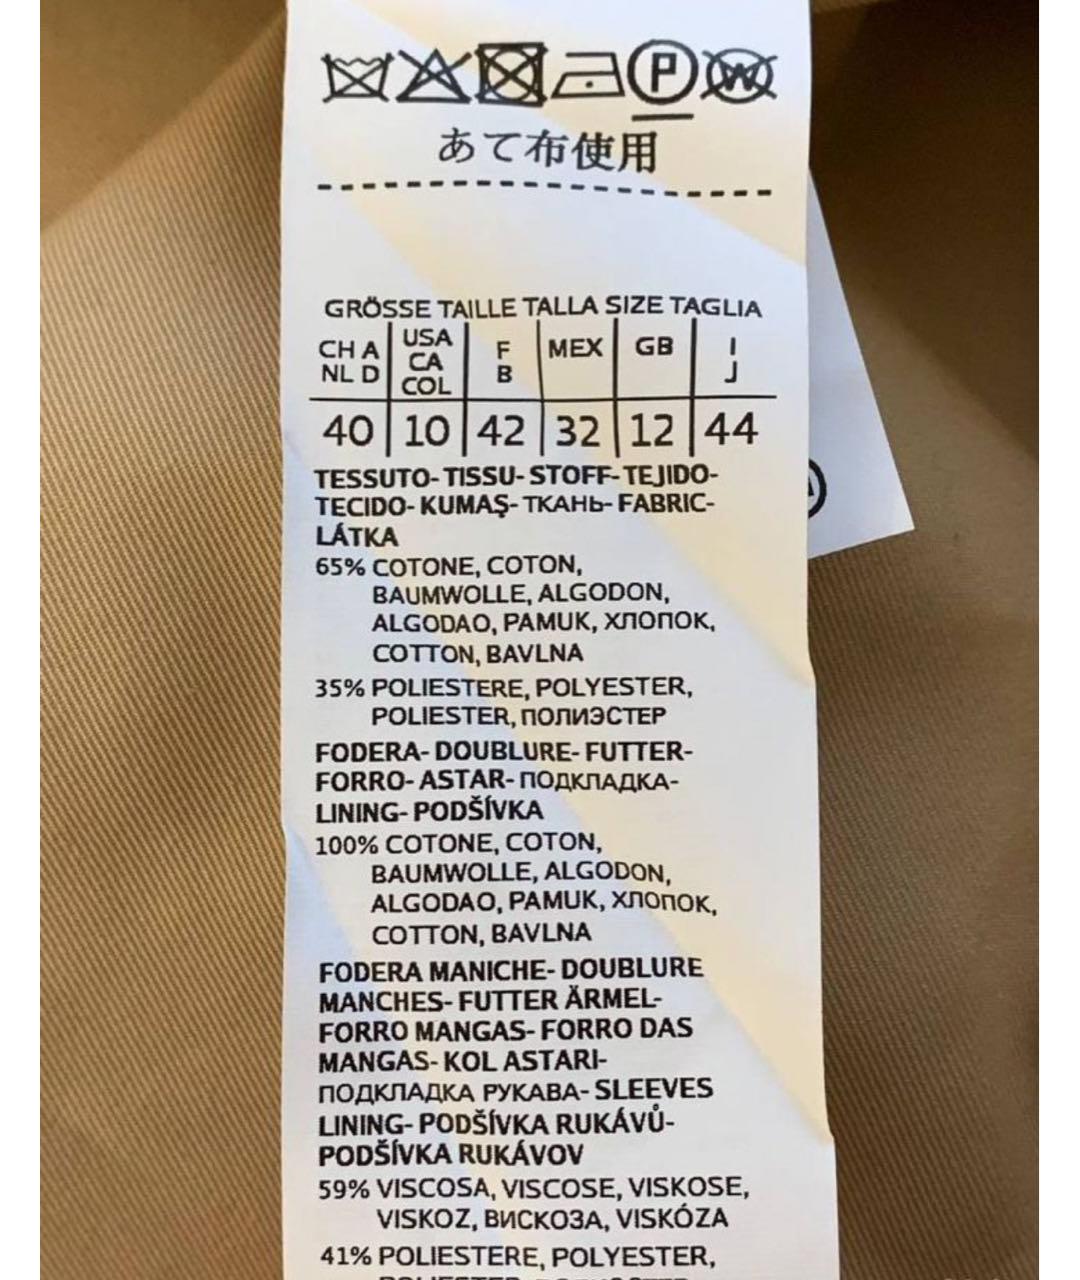 P W
あて布使用
GRÖSSE TAILLE TALLA SIZE TAGLIA
CH A NL D | USA CA COL | F B | MEX | GB | I J
40 | 10 | 42 | 32 | 12 | 44
TESSUTO- TISSU- STOFF- TEJIDO-
TECIDO- KUMAŞ- ТКАНЬ- FABRIC-
LÁTKA
65% COTONE, COTON,
BAUMWOLLE, ALGODON,
ALGODAO, PAMUK, ХЛОПОК,
COTTON, BAVLNA
35% POLIESTERE, POLYESTER,
POLIESTER, ПОЛИЭСТЕР
FODERA- DOUBLURE- FUTTER-
FORRO- ASTAR- ПОДКЛАДКА-
LINING- PODŠÍVKA
100% COTONE, COTON,
BAUMWOLLE, ALGODON,
ALGODAO, PAMUK, ХЛОПОК,
COTTON, BAVLNA
FODERA MANICHE- DOUBLURE
MANCHES- FUTTER ÄRMEL-
FORRO MANGAS- FORRO DAS
MANGAS- KOL ASTARI-
ПОДКЛАДКА РУКАВА- SLEEVES
LINING- PODŠÍVKA RUKÁVŮ-
PODŠÍVKA RUKÁVOV
59% VISCOSA, VISCOSE, VISKOSE,
VISKOZ, ВИСКОЗА, VISKÓZA
41% POLIESTERE, POLYESTER,